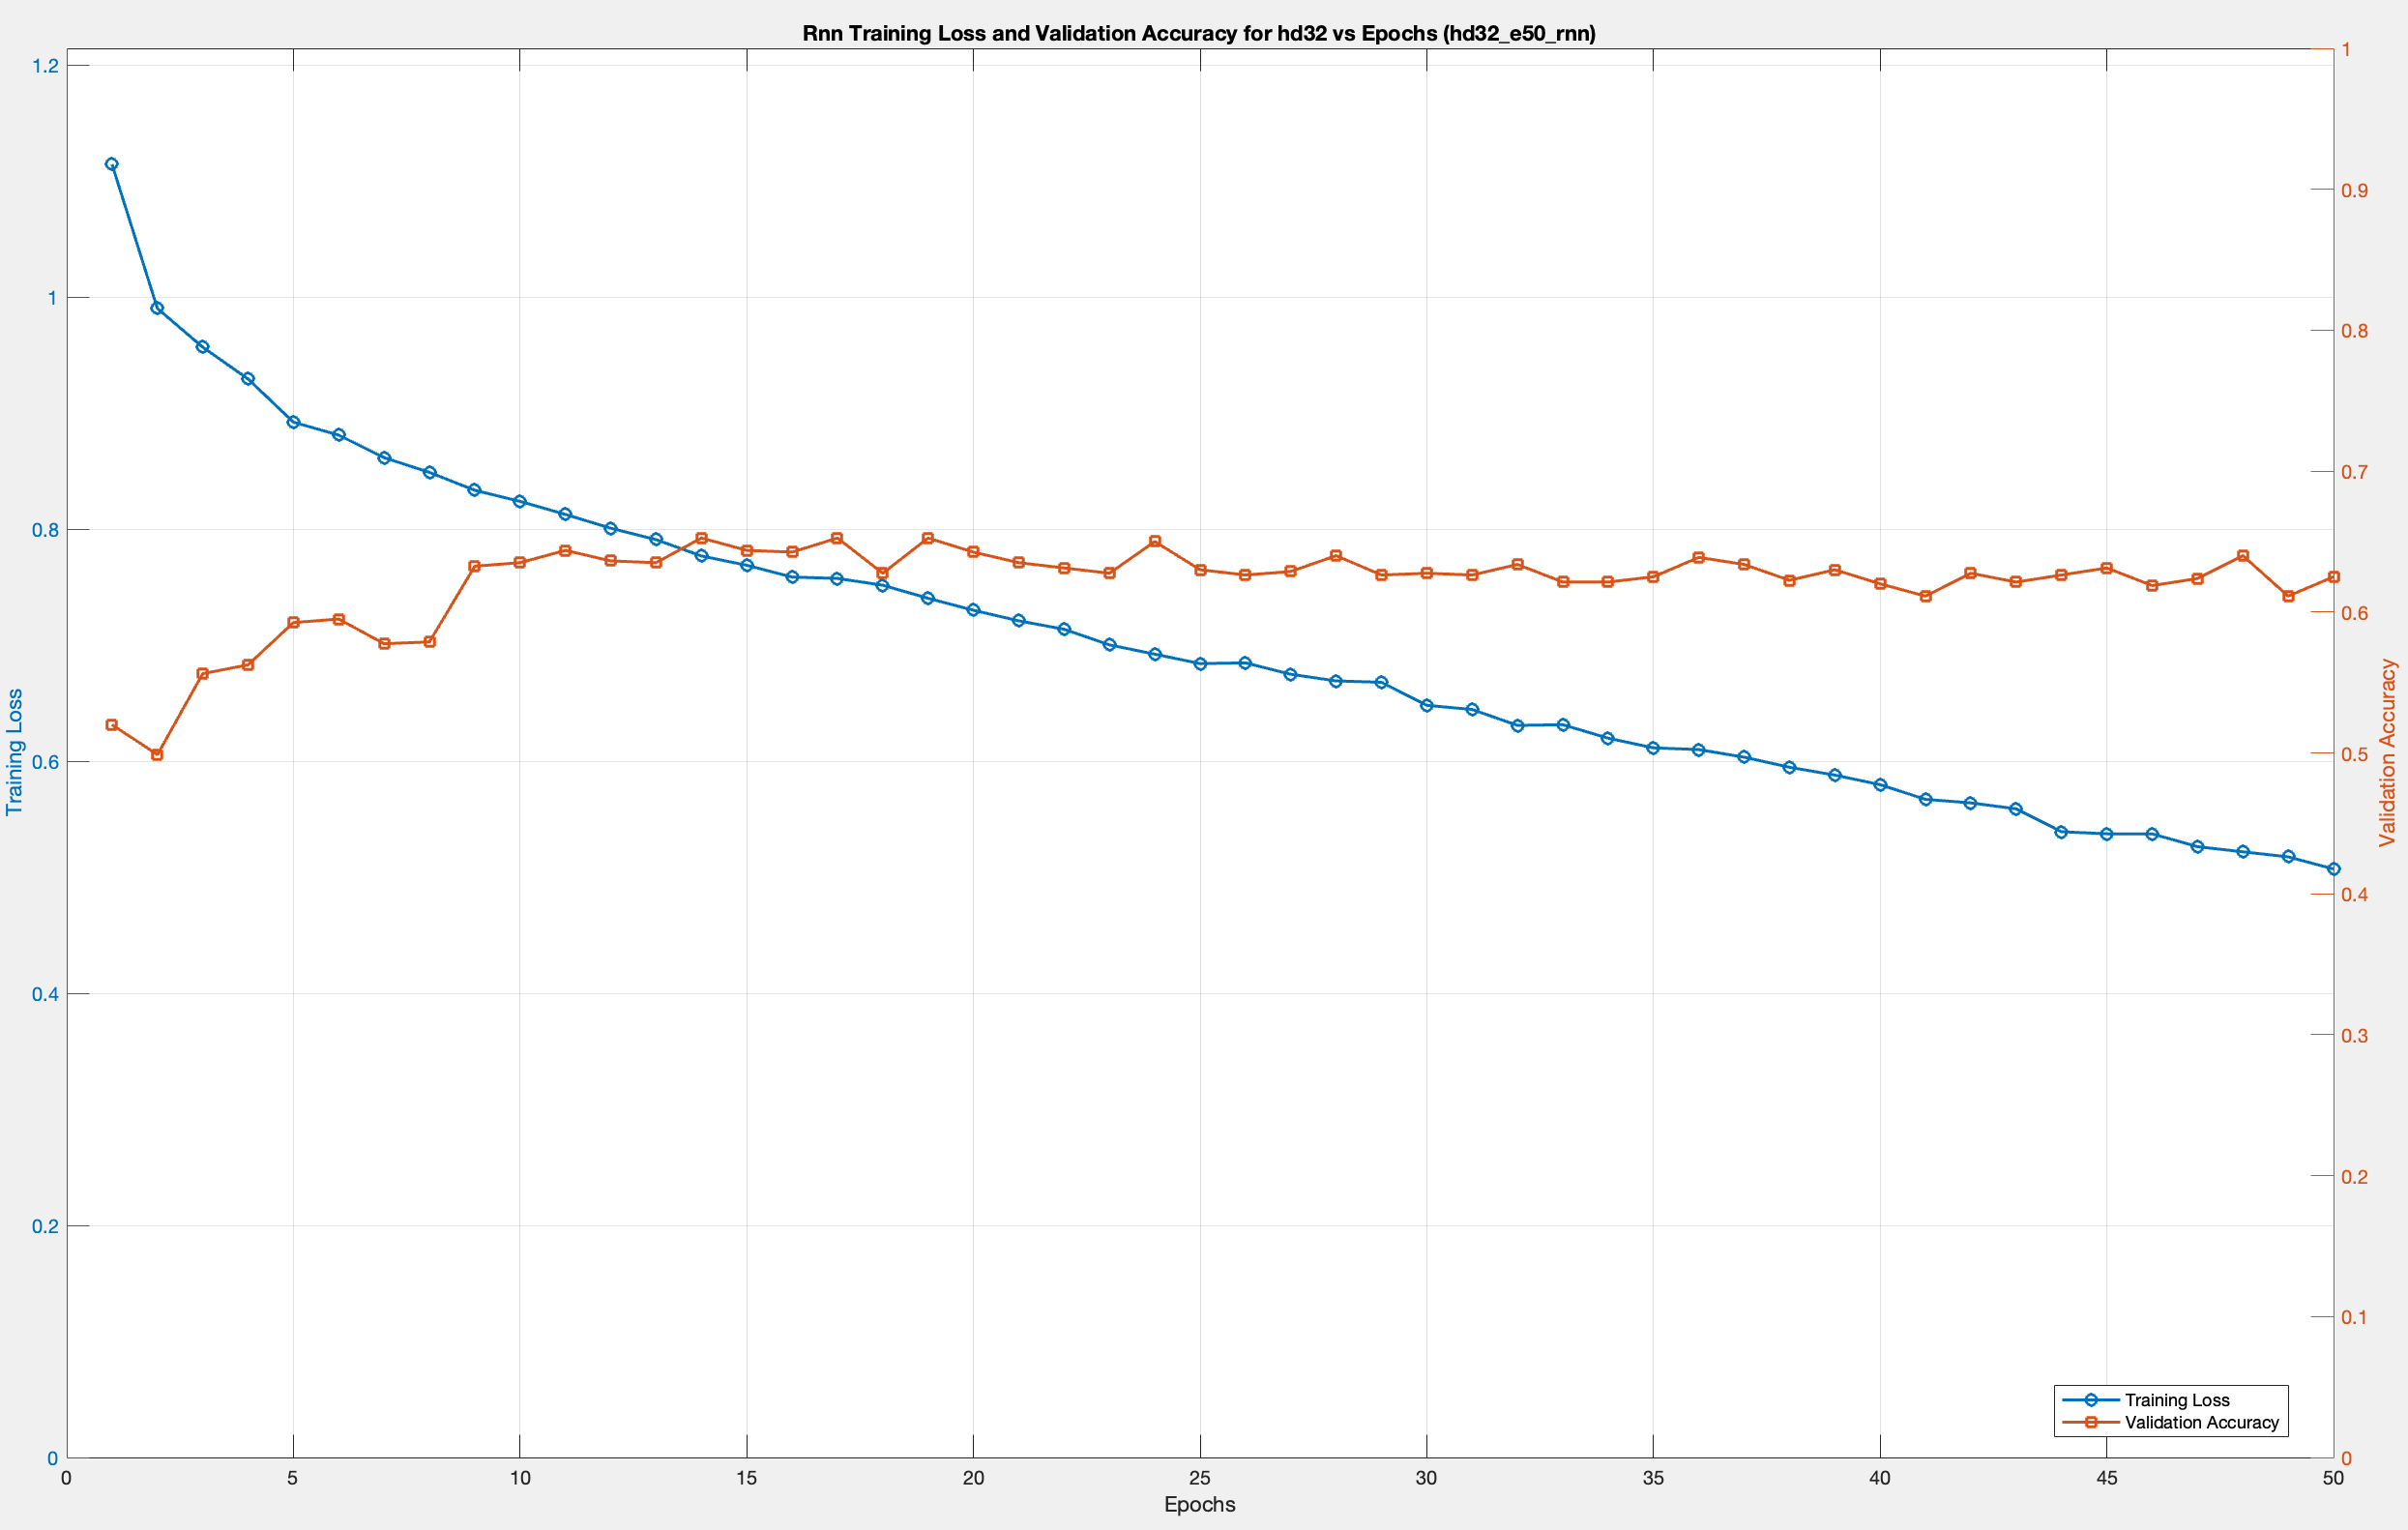 Rnn Training Loss and Validation Accuracy for hd32 vs Epochs (hd32_e50_rnn)
Training Loss
1.2
1
0.8
0.6
0.4
0.2
0
1
0.9
0.8
0.7
0.6
0.5
0.4
0.3
0.2
0.1
0
Validation Accuracy
Training Loss
Validation Accuracy
0 5 10 15 20 25 30 35 40 45 50
Epochs